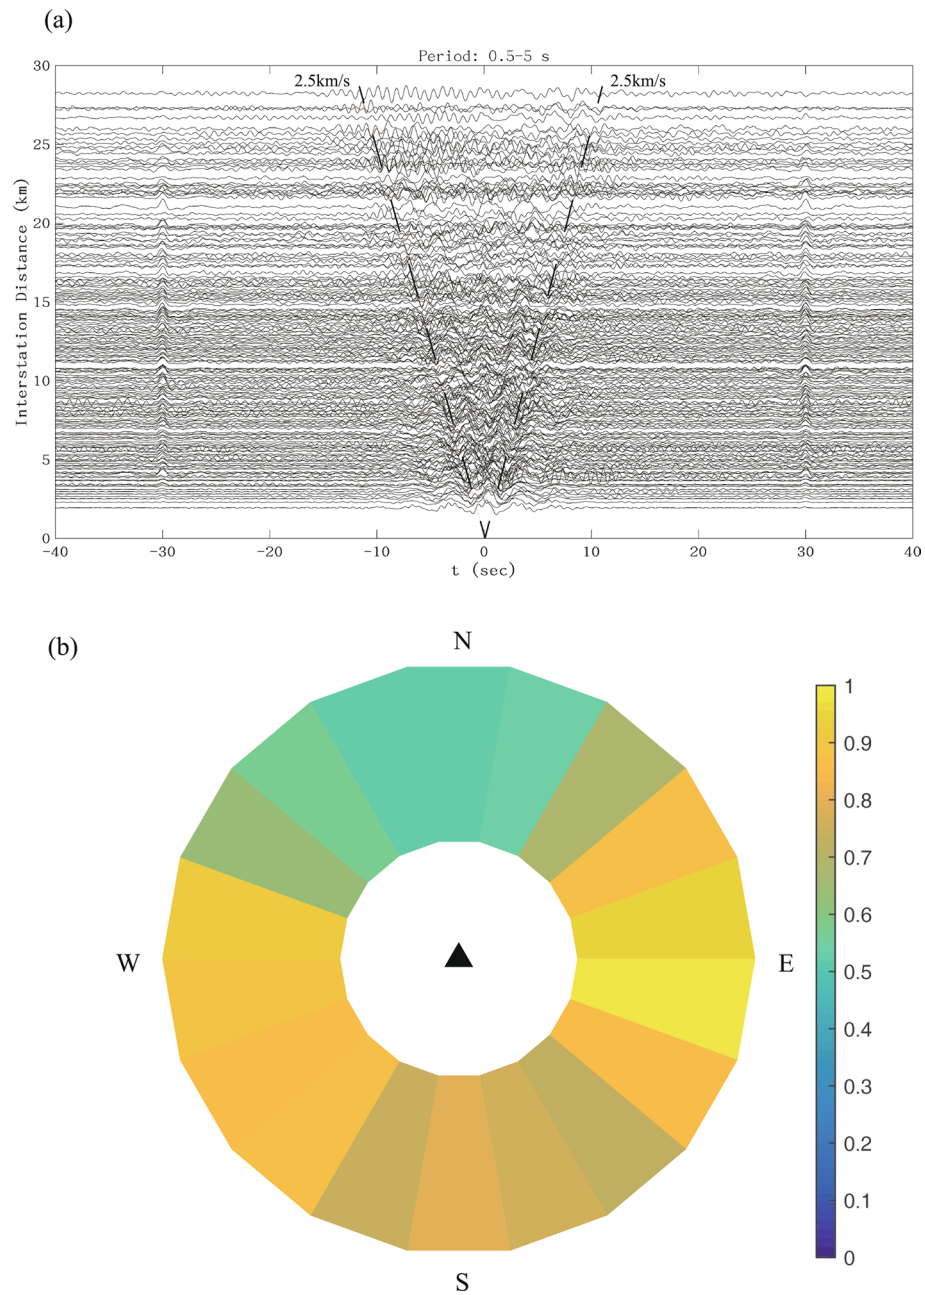 (a)
Period: 0.5-5 s
2.5km/s 2.5km/s
Interstation Distance (km)
30
25
20
15
10
5
0
-40 -30 -20 -10 0 10 20 30 40
t (sec)
(b)
N
W
E
S
1
0.9
0.8
0.7
0.6
0.5
0.4
0.3
0.2
0.1
0